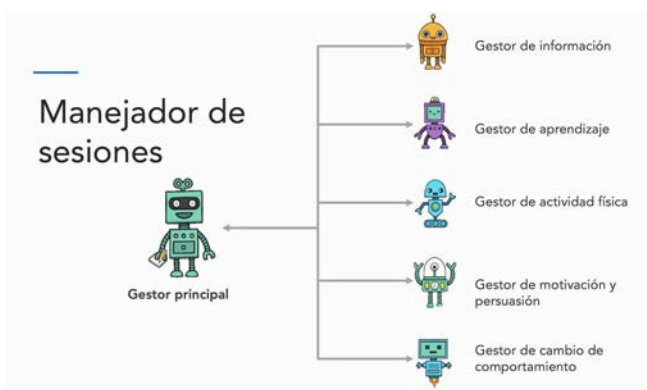 Manejador de
sesiones
Gestor principal
Gestor de información
Gestor de aprendizaje
Gestor de actividad física
Gestor de motivación y
persuasión
Gestor de cambio de
comportamiento